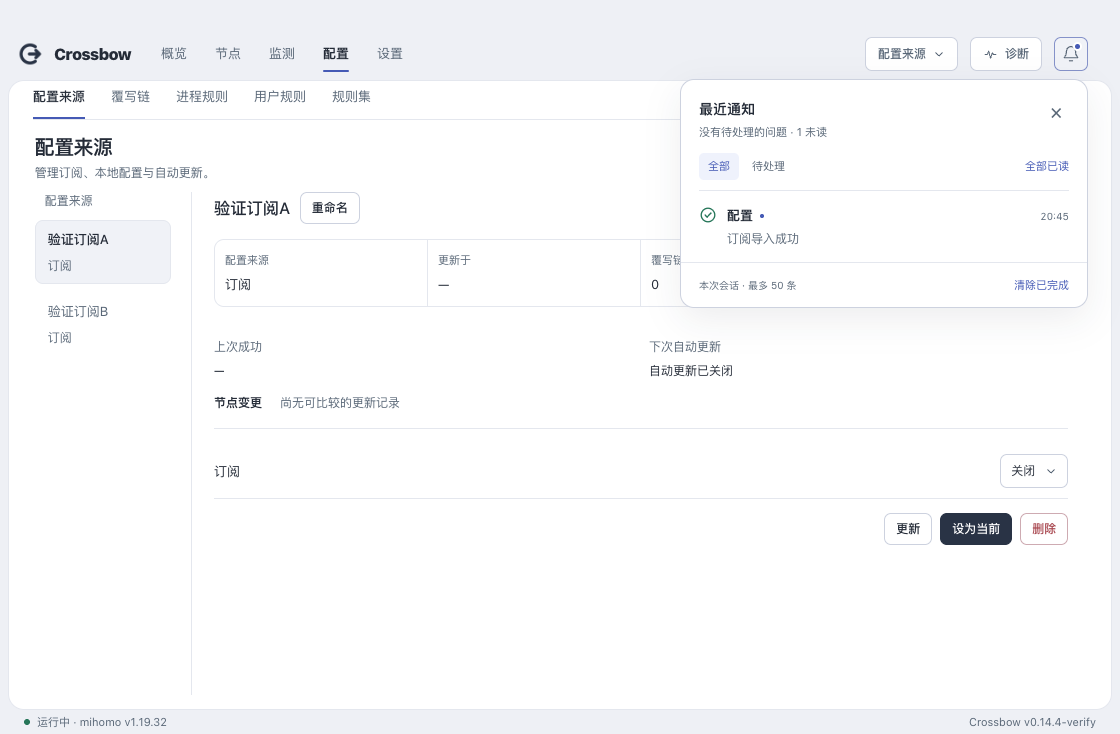 Crossbow
概览
节点
监测
配置
设置
配置来源
诊断
配置来源
覆写链
进程规则
用户规则
规则集
配置来源
管理订阅、本地配置与自动更新。
配置来源
验证订阅A
订阅
验证订阅B
订阅
验证订阅A
重命名
配置来源
订阅
更新于
—
覆写链
0
上次成功
—
下次自动更新
自动更新已关闭
节点变更 尚无可比较的更新记录
订阅
关闭
更新
设为当前
删除
最近通知
没有待处理的问题 · 1 未读
全部
待处理
全部已读
配置
20:45
订阅导入成功
本次会话 · 最多 50 条
清除已完成
运行中 · mihomo v1.19.32
Crossbow v0.14.4-verify